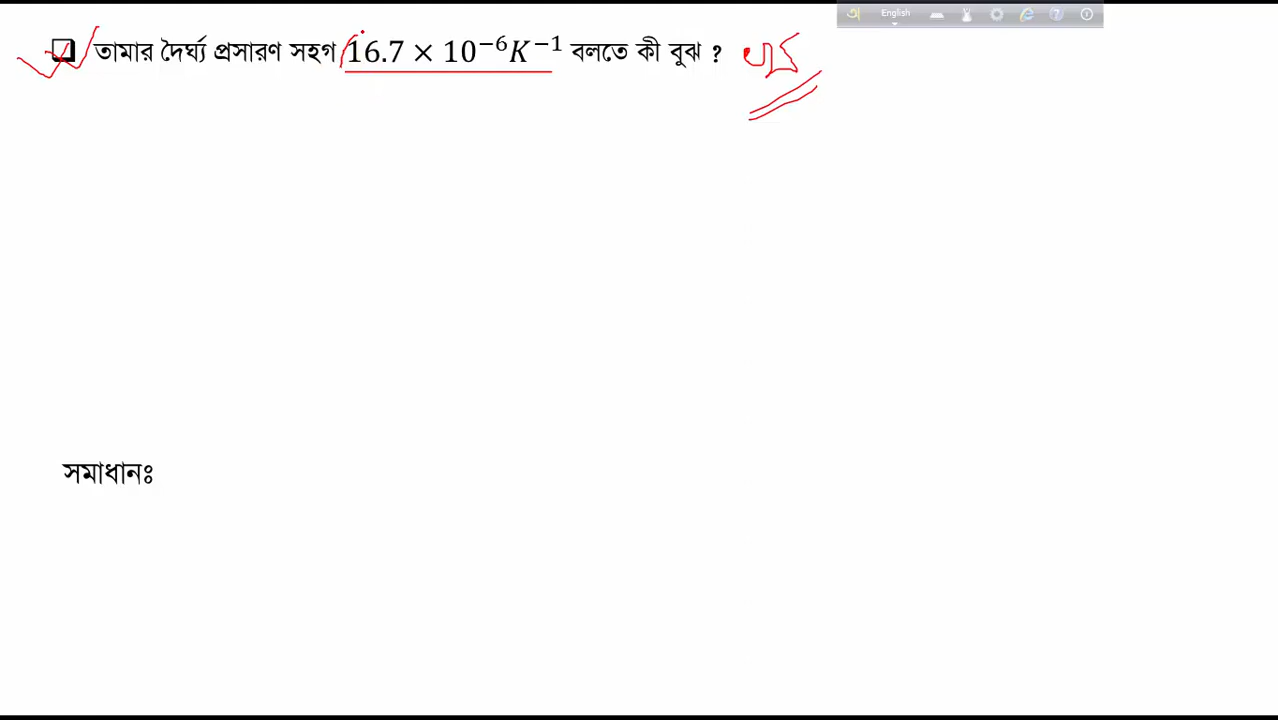 English
তামার দৈর্ঘ্য প্রসারণ সহগ 16.7 × 10⁻⁶K⁻¹ বলতে কী বুঝ ?
সমাধানঃ